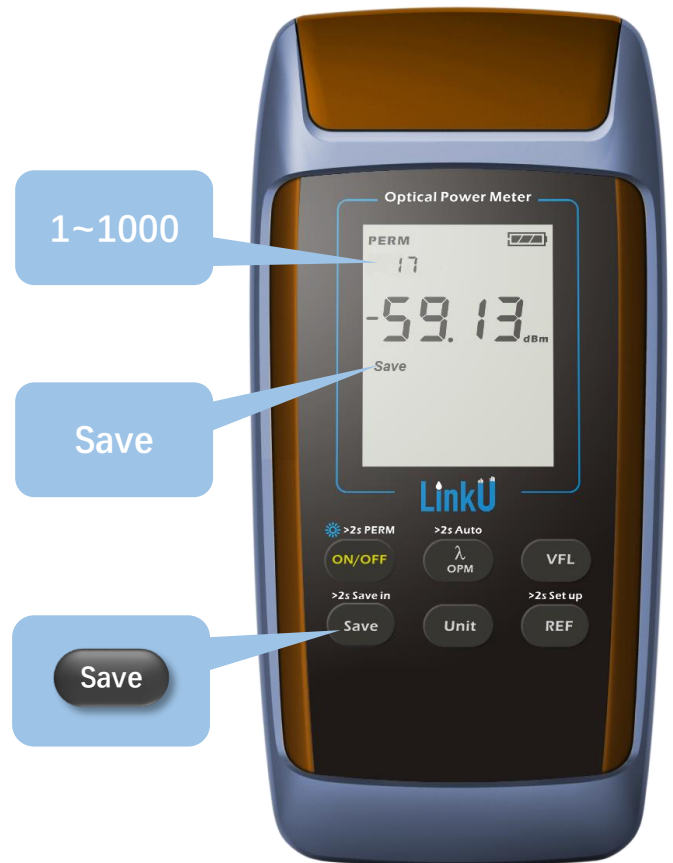 1~1000
Save
Save
Optical Power Meter
PERM
17
-59.13 dBm
Save
LinkU
>2s PERM
>2s Auto
ON/OFF
λ
OPM
VFL
>2s Save in
>2s Set up
Save
Unit
REF